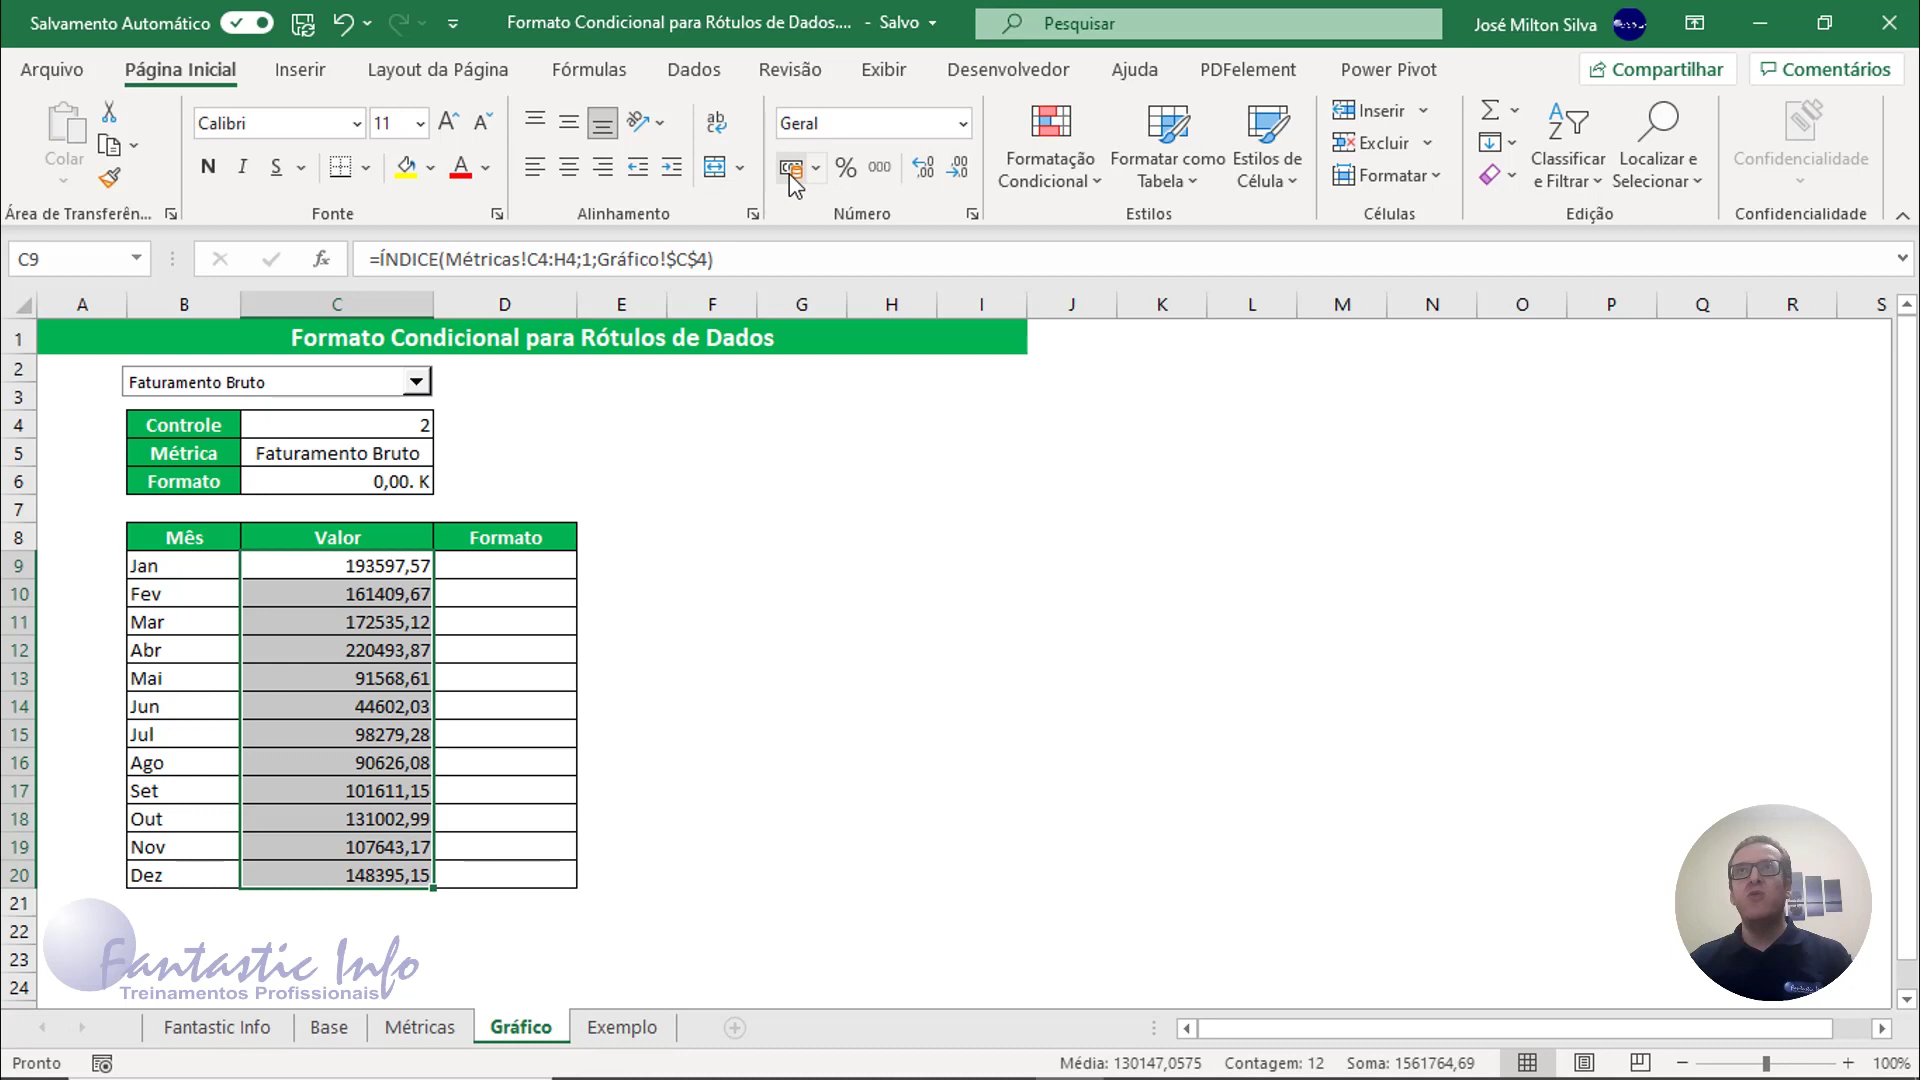 Salvamento Automático
Formato Condicional para Rótulos de Dados.... - Salvo
Pesquisar
José Milton Silva
Arquivo Página Inicial Inserir Layout da Página Fórmulas Dados Revisão Exibir Desenvolvedor Ajuda PDFelement Power Pivot Compartilhar Comentários
Colar
Área de Transferên...
Calibri 11
N I S
Fonte
ab
Alinhamento
Geral
% 000
Número
Formatação Condicional
Formatar como Tabela
Estilos de Célula
Estilos
Inserir
Excluir
Formatar
Células
Classificar e Filtrar
Localizar e Selecionar
Edição
Confidencialidade
Confidencialidade
C9 fx =ÍNDICE(Métricas!C4:H4;1;Gráfico!$C$4)
A B C D E F G H I J K L M N O P Q R S
1 Formato Condicional para Rótulos de Dados
2 Faturamento Bruto
3
4 Controle 2
5 Métrica Faturamento Bruto
6 Formato 0,00. K
7
8 Mês Valor Formato
9 Jan 193597,57
10 Fev 161409,67
11 Mar 172535,12
12 Abr 220493,87
13 Mai 91568,61
14 Jun 44602,03
15 Jul 98279,28
16 Ago 90626,08
17 Set 101611,15
18 Out 131002,99
19 Nov 107643,17
20 Dez 148395,15
21
22
23
24
Fantastic Info
Treinamentos Profissionais
Fantastic Info Base Métricas Gráfico Exemplo
Pronto Média: 130147,0575 Contagem: 12 Soma: 1561764,69 100%